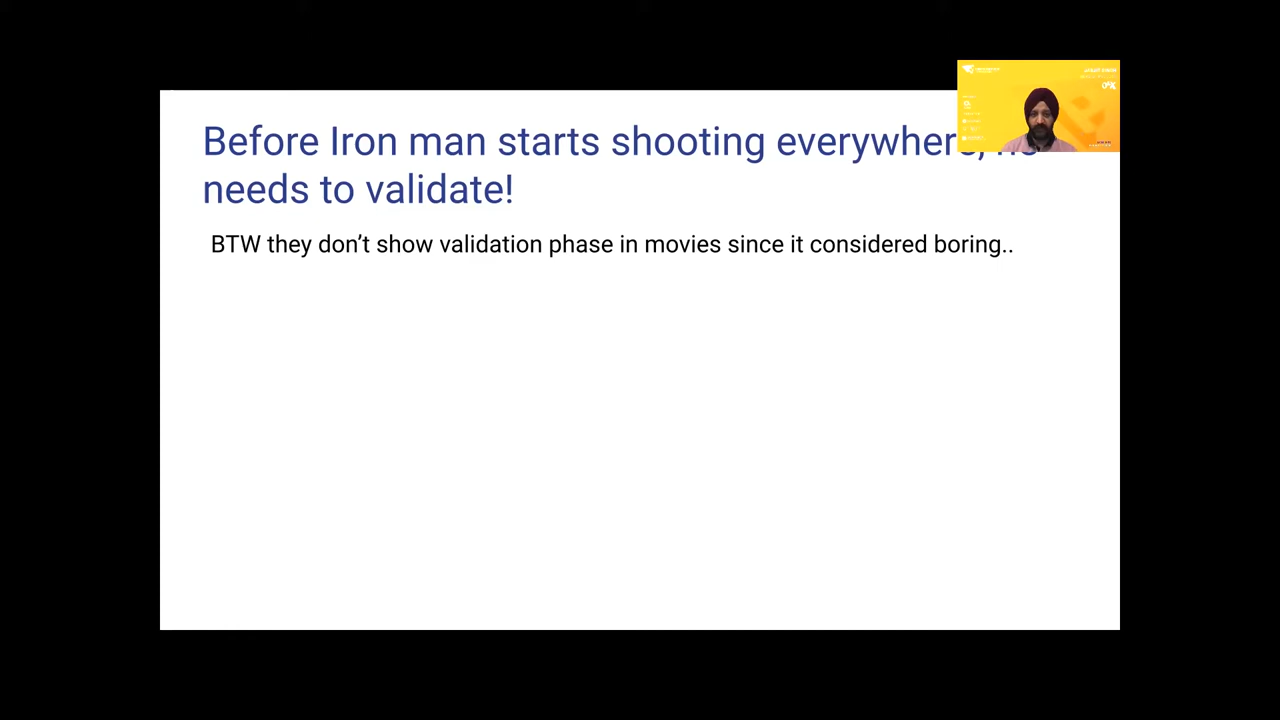 Before Iron man starts shooting everywhere,
needs to validate!
BTW they don’t show validation phase in movies since it considered boring..